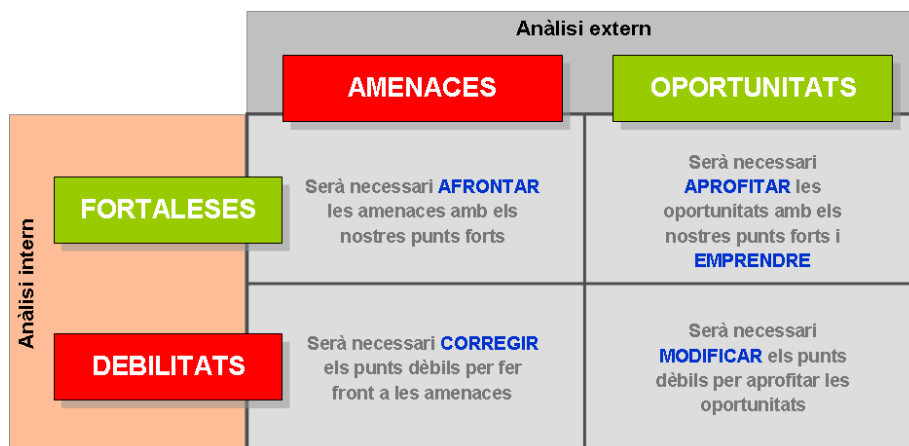 Anàlisi extern
AMENACES
OPORTUNITATS
Anàlisi intern
FORTALESES
Serà necessari AFRONTAR
les amenaces amb els
nostres punts forts
Serà necessari
APROFITAR les
oportunitats amb els
nostres punts forts i
EMPRENDRE
DEBILITATS
Serà necessari CORREGIR
els punts dèbils per fer
front a les amenaces
Serà necessari
MODIFICAR els punts
dèbils per aprofitar les
oportunitats